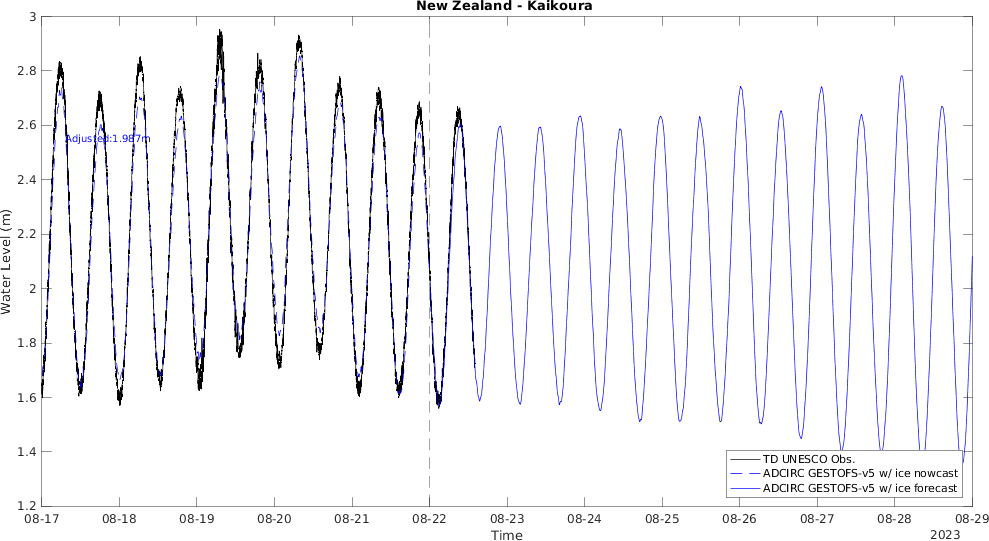 New Zealand - Kaikoura
3
2.8
2.6
2.4
2.2
2
1.8
1.6
1.4
1.2
Water Level (m)
Adjusted:1.987m
TD UNESCO Obs.
ADCIRC GESTOFS-v5 w/ ice nowcast
ADCIRC GESTOFS-v5 w/ ice forecast
08-17 08-18 08-19 08-20 08-21 08-22 08-23 08-24 08-25 08-26 08-27 08-28 08-29
Time
2023